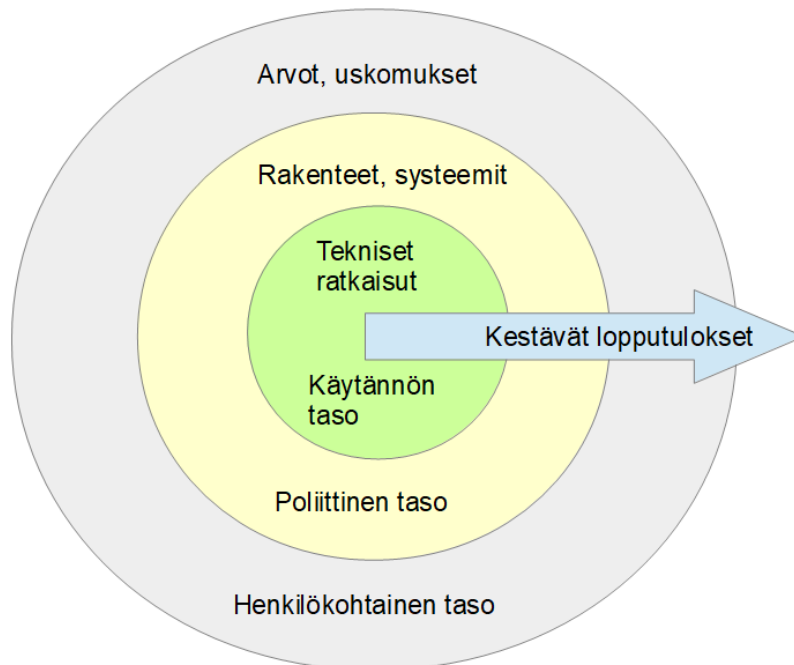 Arvot, uskomukset
Rakenteet, systeemit
Tekniset
ratkaisut
Kestävät lopputulokset
Käytännön
taso
Poliittinen taso
Henkilökohtainen taso